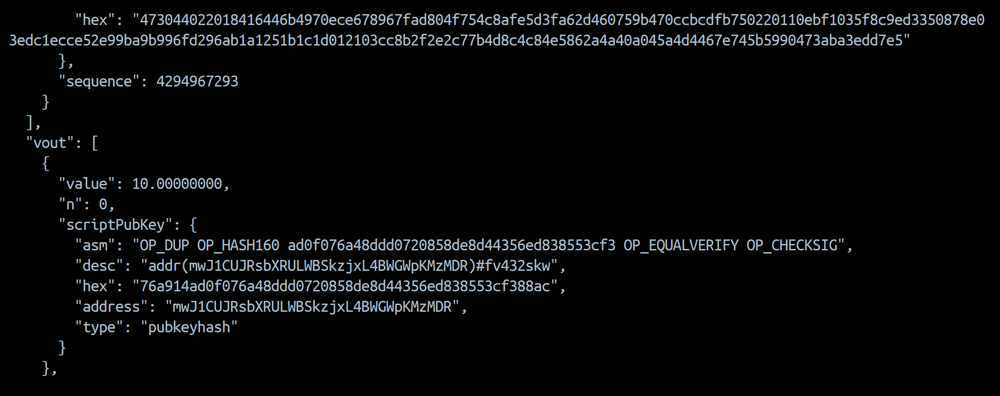 "hex": "473044022018416446b4970ece678967fad804f754c8afe5d3fa62d460759b470ccbcdfb750220110ebf1035f8c9ed3350878e0
3edc1ecce52e99ba9b996fd296ab1a1251b1c1d012103cc8b2f2e2c77b4d8c4c84e5862a4a40a045a4d4467e745b5990473aba3edd7e5"
},
"sequence": 4294967293
}
],
"vout": [
{
"value": 10.00000000,
"n": 0,
"scriptPubKey": {
"asm": "OP_DUP OP_HASH160 ad0f076a48ddd0720858de8d44356ed838553cf3 OP_EQUALVERIFY OP_CHECKSIG",
"desc": "addr(mwJ1CUJRsbXRULWBSkzjxL4BWGWpKMzMDR)#fv432skw",
"hex": "76a914ad0f076a48ddd0720858de8d44356ed838553cf388ac",
"address": "mwJ1CUJRsbXRULWBSkzjxL4BWGWpKMzMDR",
"type": "pubkeyhash"
}
},